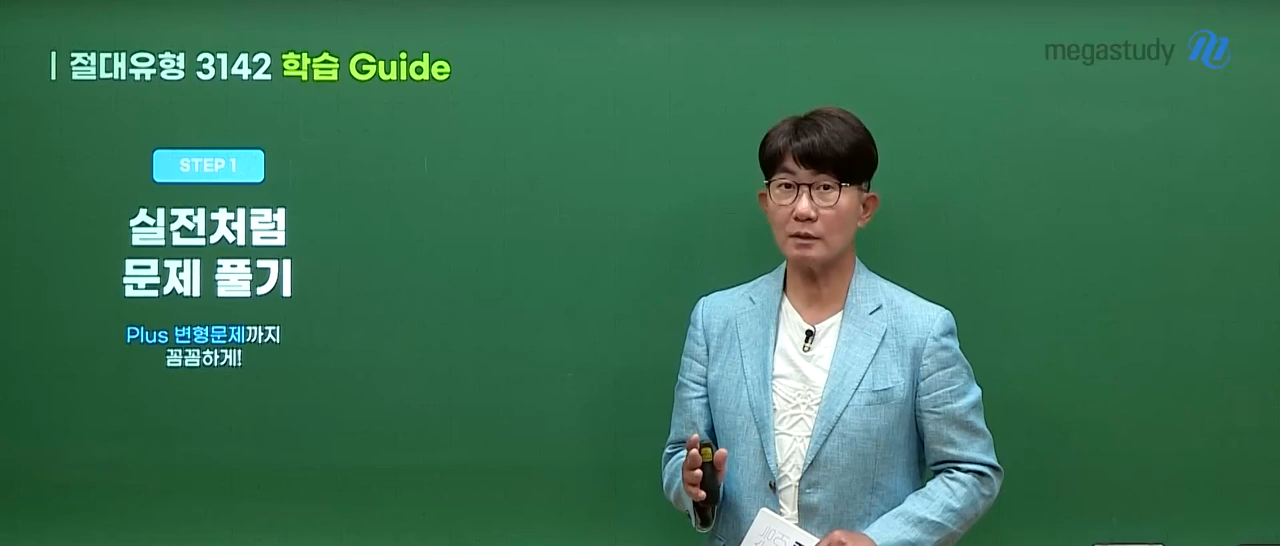 절대유형 3142 학습 Guide
megastudy
STEP 1
실전처럼
문제 풀기
Plus 변형문제까지
꼼꼼하게!